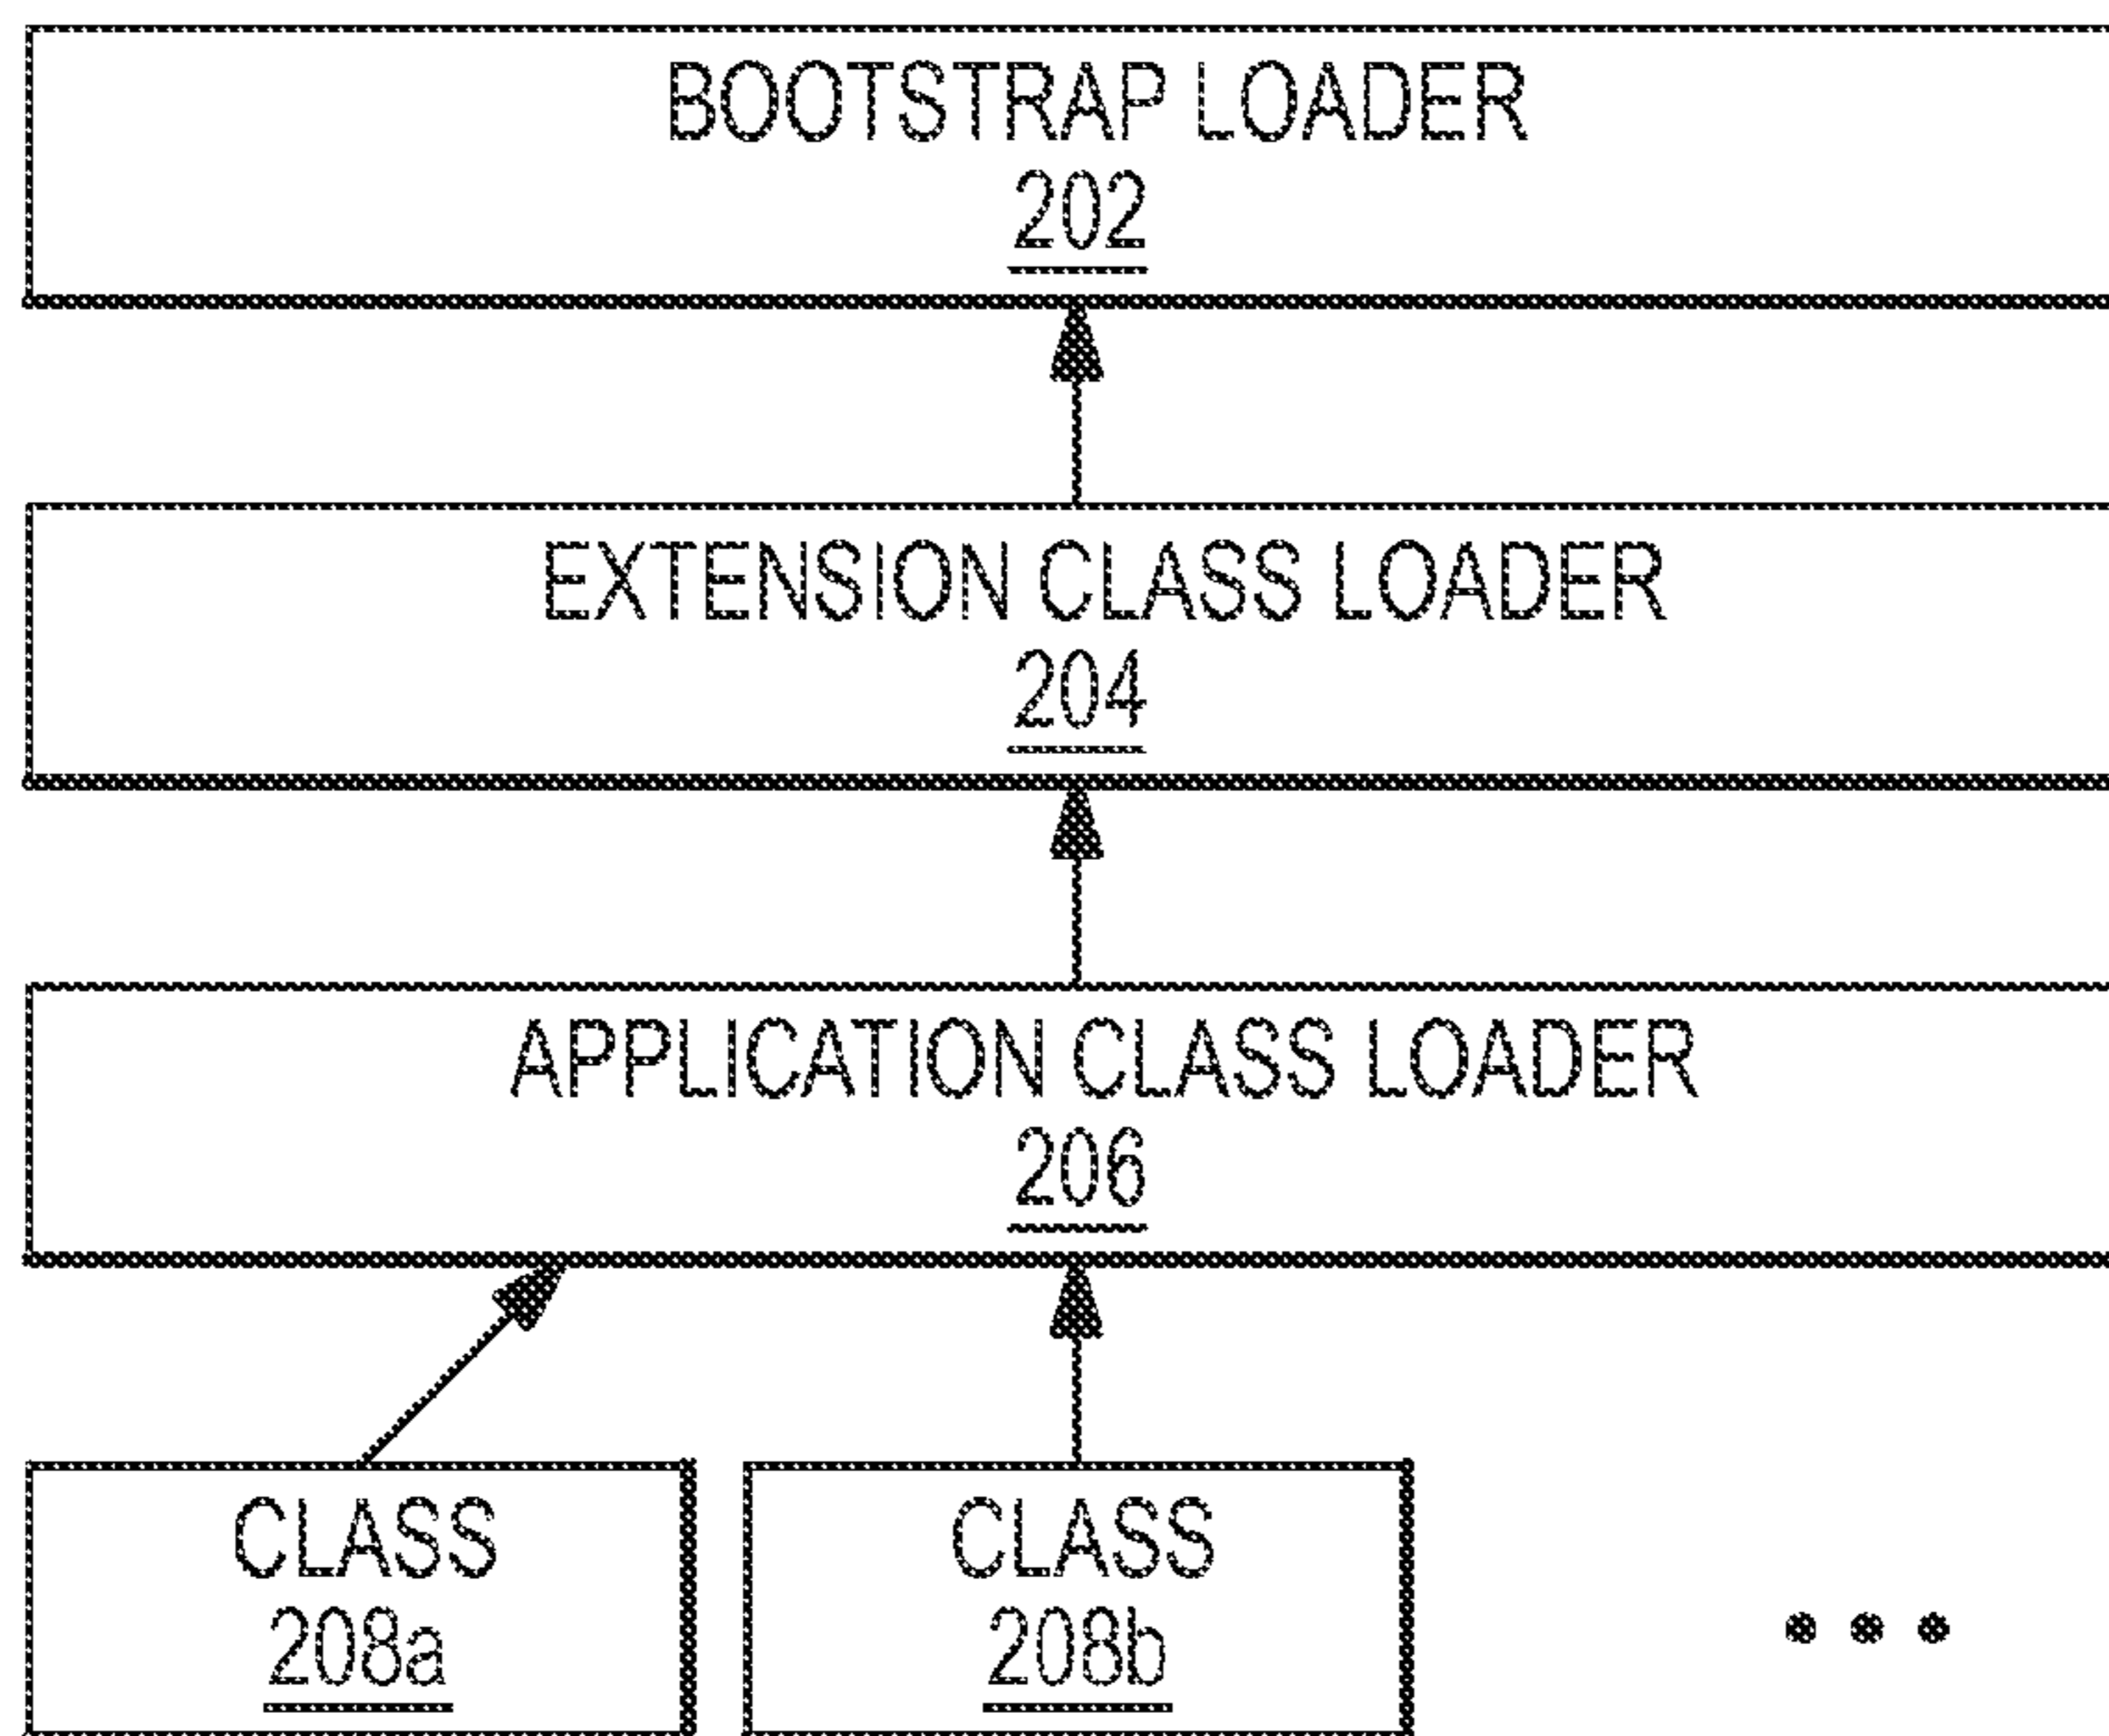 BOOTSTRAP LOADER
202
EXTENSION CLASS LOADER
204
APPLICATION CLASS LOADER
206
CLASS
208a
CLASS
208b